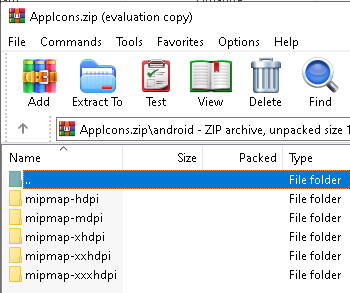 AppIcons.zip (evaluation copy)
File Commands Tools Favorites Options Help
Add Extract To Test View Delete Find
AppIcons.zip\android - ZIP archive, unpacked size 1
Name Size Packed Type
.. File folder
mipmap-hdpi File folder
mipmap-mdpi File folder
mipmap-xhdpi File folder
mipmap-xxhdpi File folder
mipmap-xxxhdpi File folder